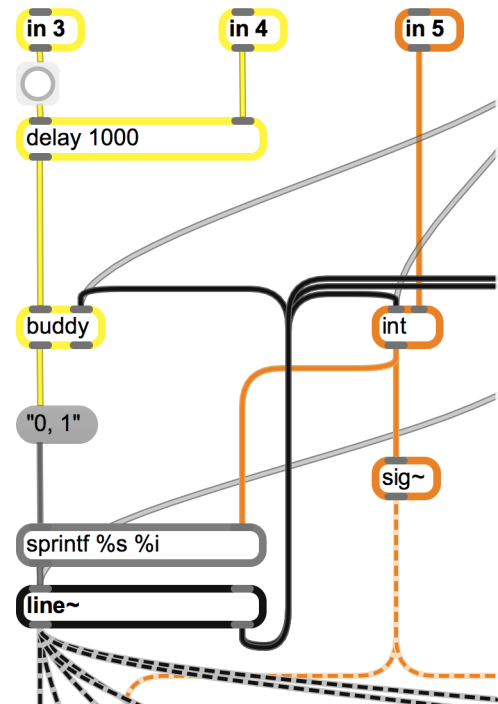 in 3
in 4
in 5
delay 1000
buddy
int
"0, 1"
sig~
sprintf %s %i
line~